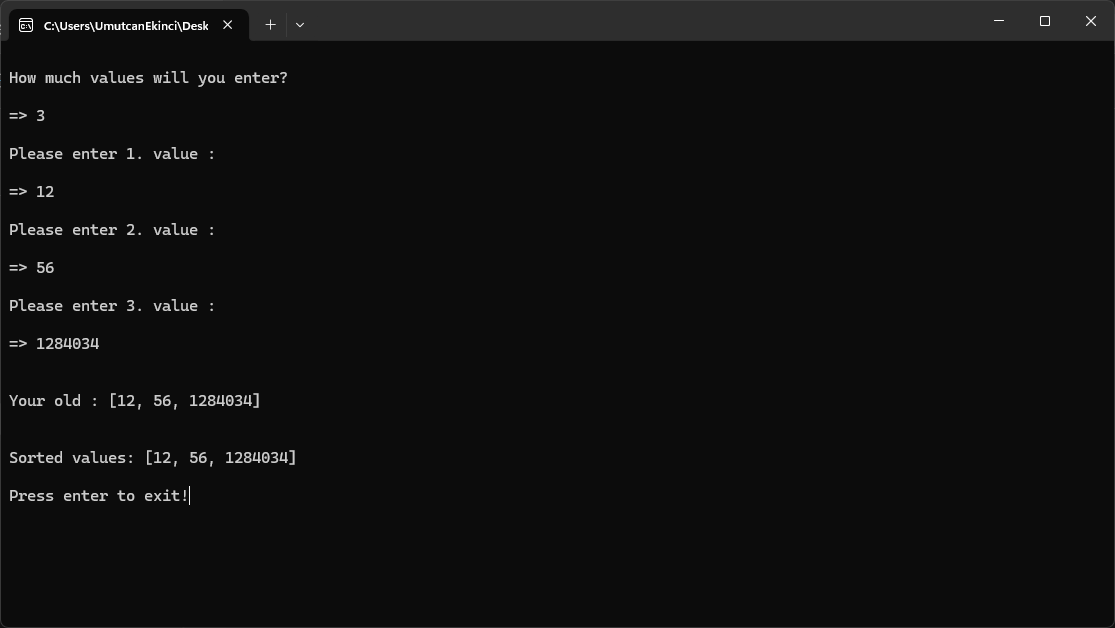 C:\Users\UmutcanEkinci\Desk
How much values will you enter?
=> 3
Please enter 1. value :
=> 12
Please enter 2. value :
=> 56
Please enter 3. value :
=> 1284034
Your old : [12, 56, 1284034]
Sorted values: [12, 56, 1284034]
Press enter to exit!